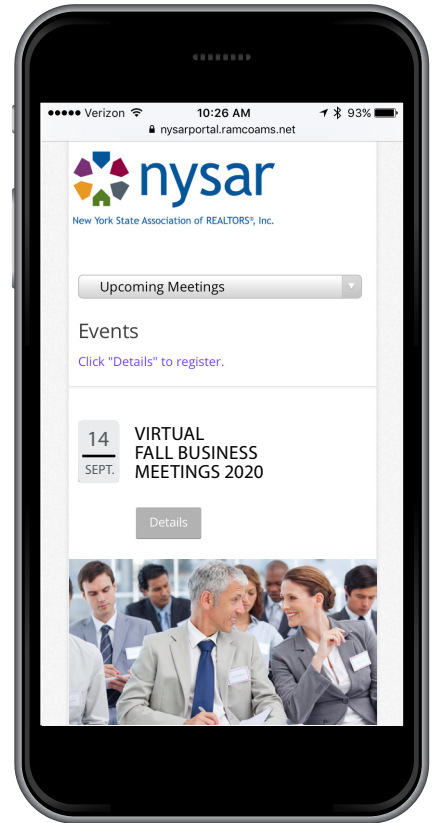 ●●●●● Verizon 10:26 AM 93%
nysarportal.ramcoams.net
nysar
New York State Association of REALTORS®, Inc.
Upcoming Meetings
Events
Click "Details" to register.
14
SEPT.
VIRTUAL
FALL BUSINESS
MEETINGS 2020
Details